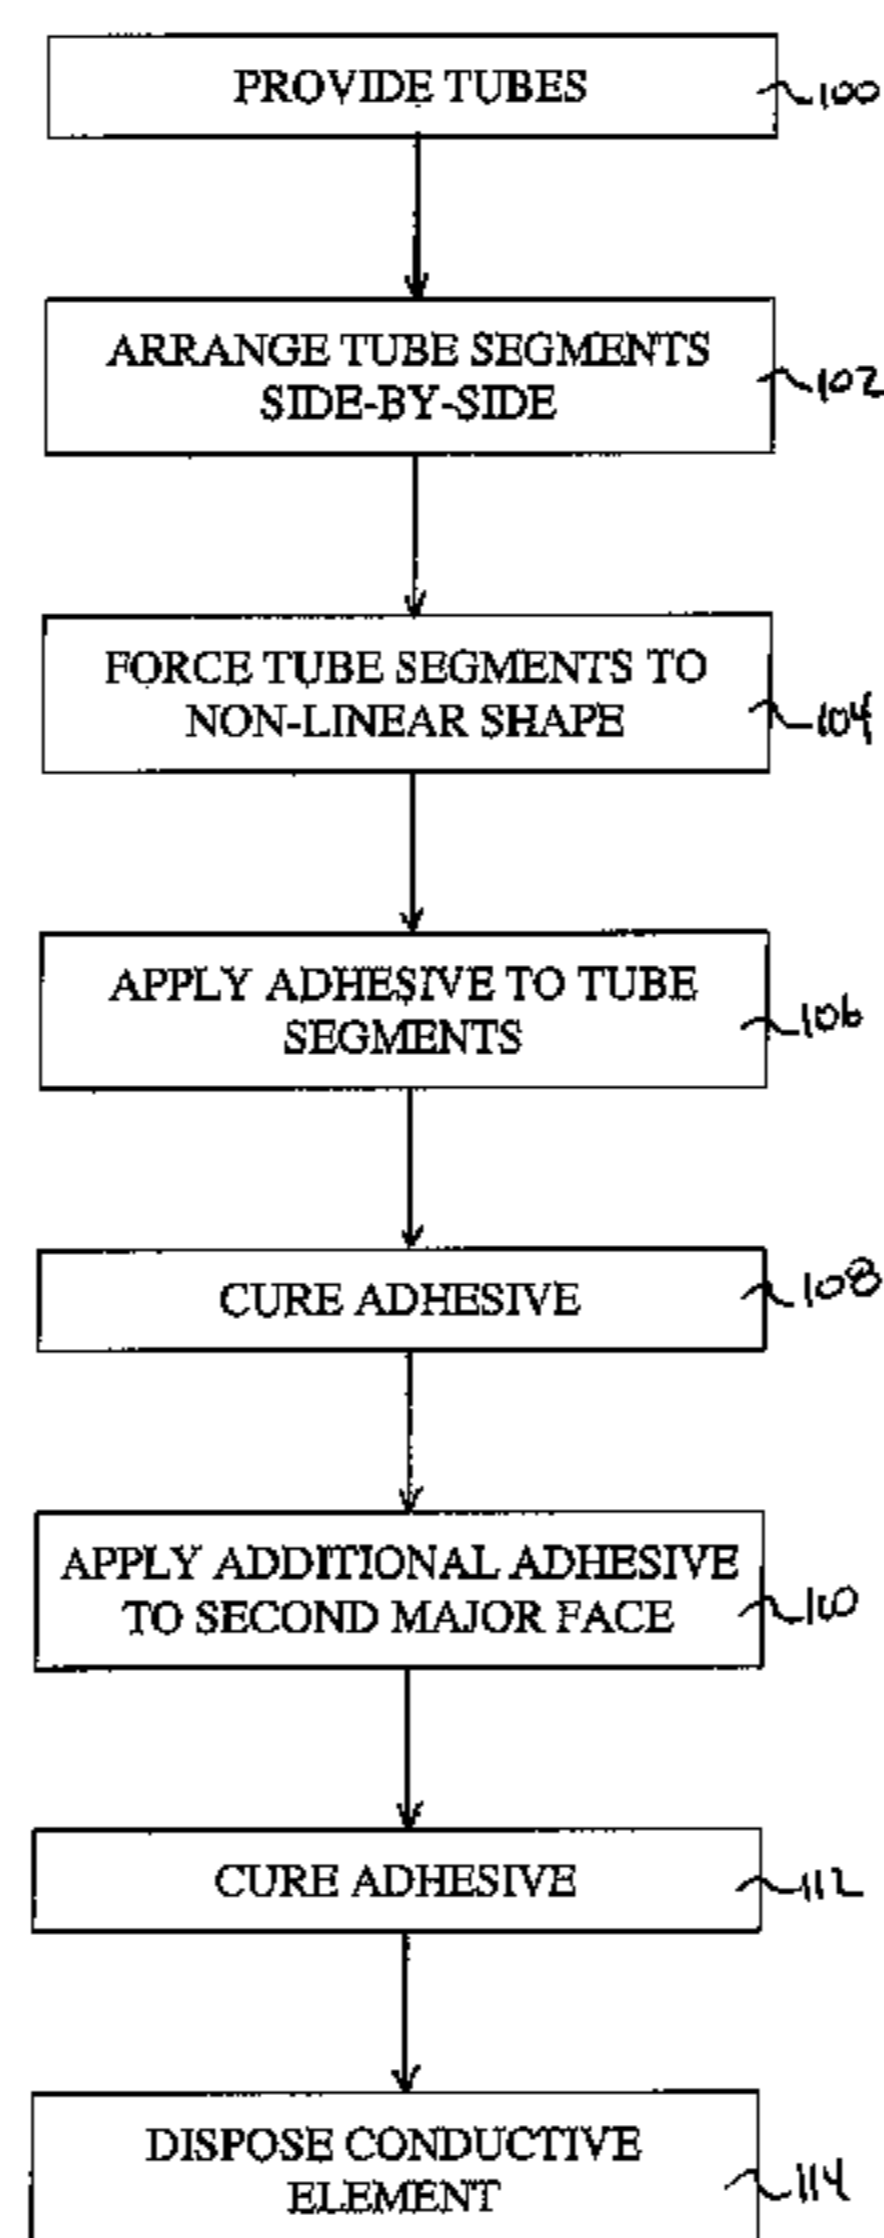 PROVIDE TUBES
100
ARRANGE TUBE SEGMENTS
SIDE-BY-SIDE
102
FORCE TUBE SEGMENTS TO
NON-LINEAR SHAPE
104
APPLY ADHESIVE TO TUBE
SEGMENTS
106
CURE ADHESIVE
108
APPLY ADDITIONAL ADHESIVE
TO SECOND MAJOR FACE
110
CURE ADHESIVE
112
DISPOSE CONDUCTIVE
ELEMENT
114